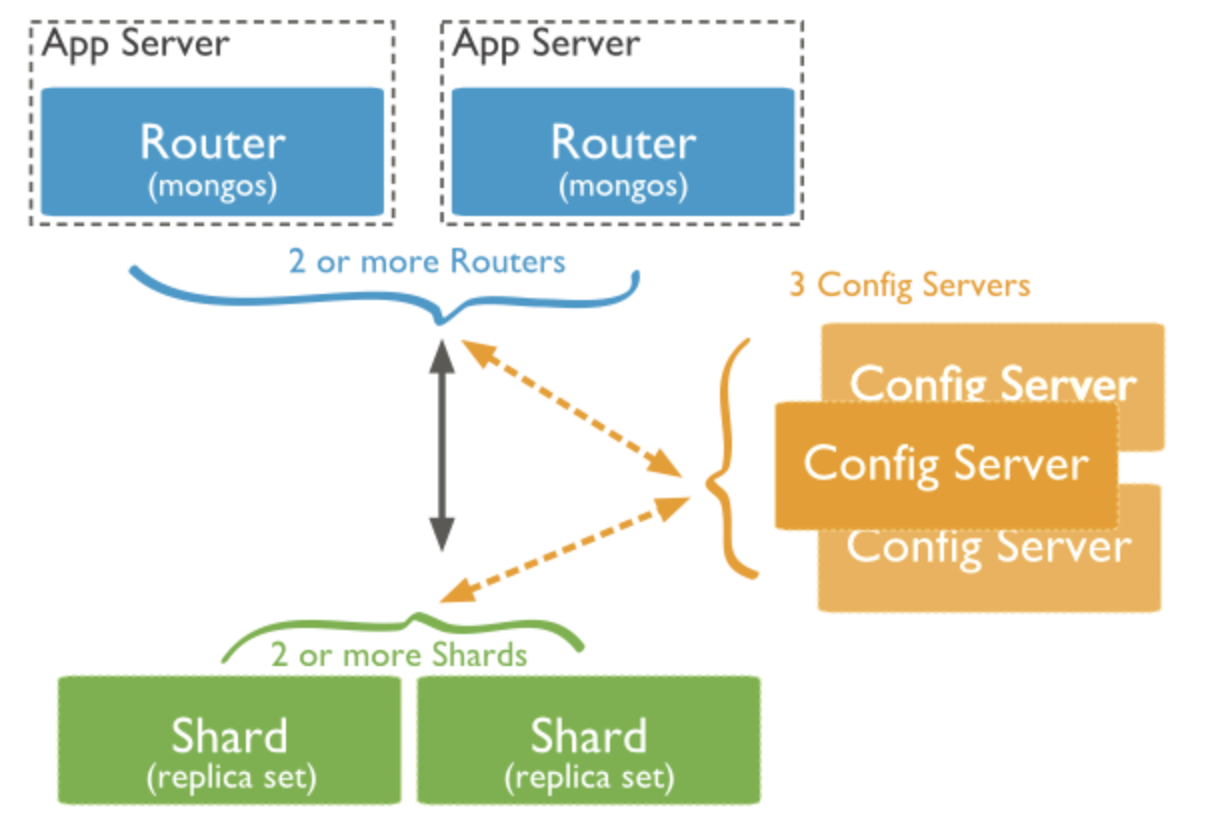 App Server
Router
(mongos)
App Server
Router
(mongos)
2 or more Routers
3 Config Servers
Config Server
Config Server
Config Server
2 or more Shards
Shard
(replica set)
Shard
(replica set)